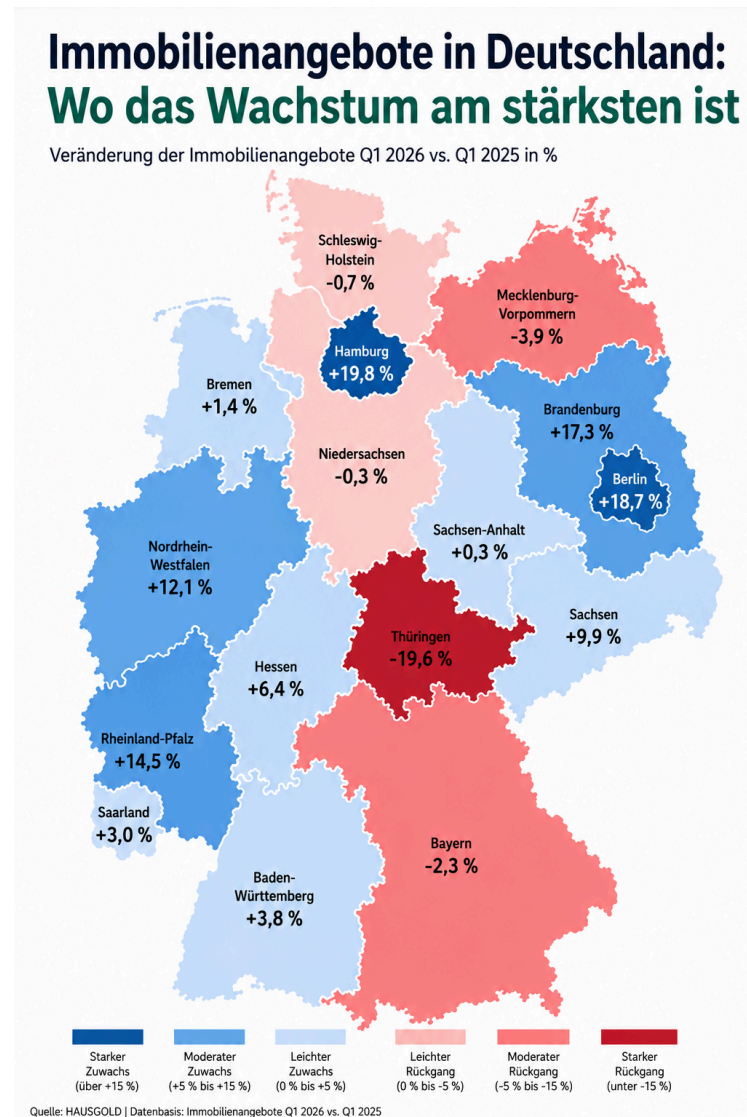 Immobilienangebote in Deutschland:
Wo das Wachstum am stärksten ist
Veränderung der Immobilienangebote Q1 2026 vs. Q1 2025 in %
Schleswig-
Holstein
-0,7 %
Mecklenburg-
Vorpommern
-3,9 %
Hamburg
+19,8 %
Bremen
+1,4 %
Brandenburg
+17,3 %
Niedersachsen
-0,3 %
Berlin
+18,7 %
Sachsen-Anhalt
+0,3 %
Nordrhein-
Westfalen
+12,1 %
Sachsen
+9,9 %
Thüringen
-19,6 %
Hessen
+6,4 %
Rheinland-Pfalz
+14,5 %
Saarland
+3,0 %
Bayern
-2,3 %
Baden-
Württemberg
+3,8 %
Starker
Zuwachs
(über +15 %)
Moderater
Zuwachs
(+5 % bis +15 %)
Leichter
Zuwachs
(0 % bis +5 %)
Leichter
Rückgang
(0 % bis -5 %)
Moderater
Rückgang
(-5 % bis -15 %)
Starker
Rückgang
(unter -15 %)
Quelle: HAUSGOLD | Datenbasis: Immobilienangebote Q1 2026 vs. Q1 2025